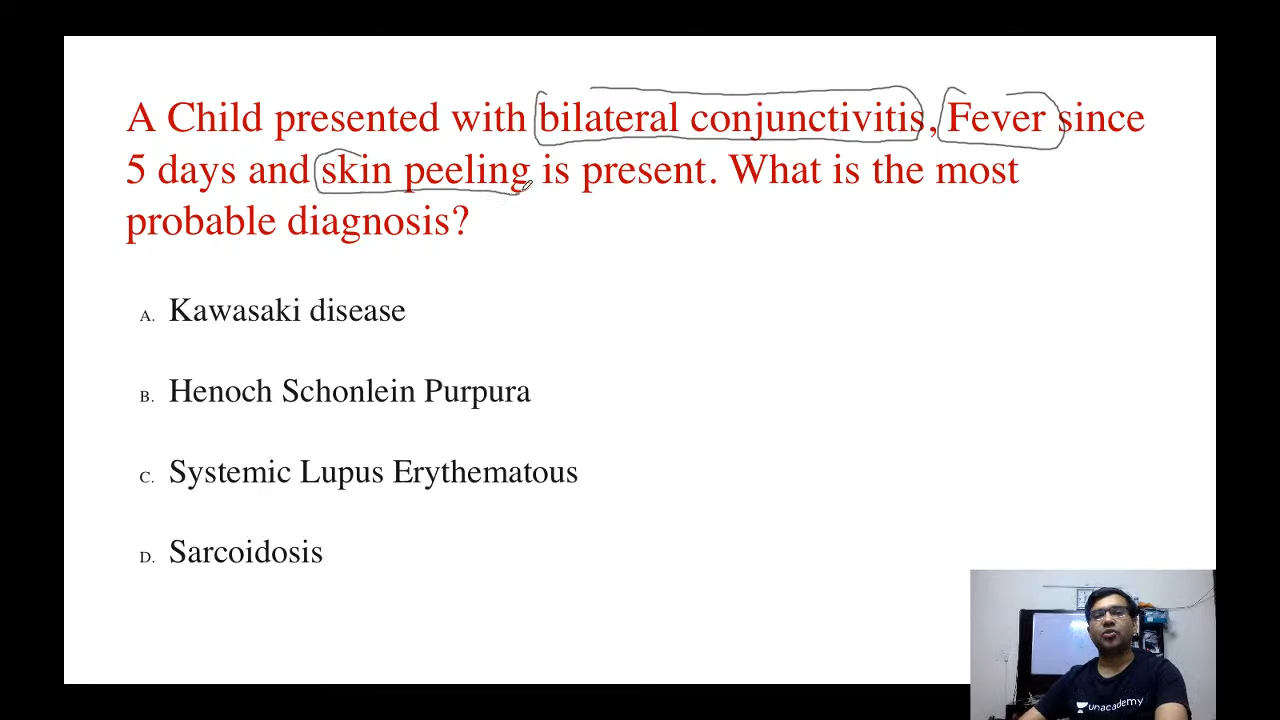 A Child presented with bilateral conjunctivitis, Fever since
5 days and skin peeling is present. What is the most
probable diagnosis?
A. Kawasaki disease
B. Henoch Schonlein Purpura
C. Systemic Lupus Erythematous
D. Sarcoidosis
unacademy